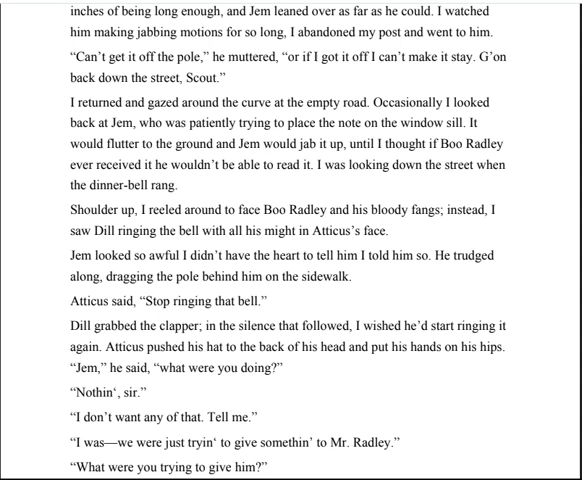 inches of being long enough, and Jem leaned over as far as he could. I watched
him making jabbing motions for so long, I abandoned my post and went to him.
“Can’t get it off the pole,” he muttered, “or if I got it off I can’t make it stay. G’on
back down the street, Scout.”
I returned and gazed around the curve at the empty road. Occasionally I looked
back at Jem, who was patiently trying to place the note on the window sill. It
would flutter to the ground and Jem would jab it up, until I thought if Boo Radley
ever received it he wouldn’t be able to read it. I was looking down the street when
the dinner-bell rang.
Shoulder up, I reeled around to face Boo Radley and his bloody fangs; instead, I
saw Dill ringing the bell with all his might in Atticus’s face.
Jem looked so awful I didn’t have the heart to tell him I told him so. He trudged
along, dragging the pole behind him on the sidewalk.
Atticus said, “Stop ringing that bell.”
Dill grabbed the clapper; in the silence that followed, I wished he’d start ringing it
again. Atticus pushed his hat to the back of his head and put his hands on his hips.
“Jem,” he said, “what were you doing?”
“Nothin‘, sir.”
“I don’t want any of that. Tell me.”
“I was—we were just tryin‘ to give somethin’ to Mr. Radley.”
“What were you trying to give him?”